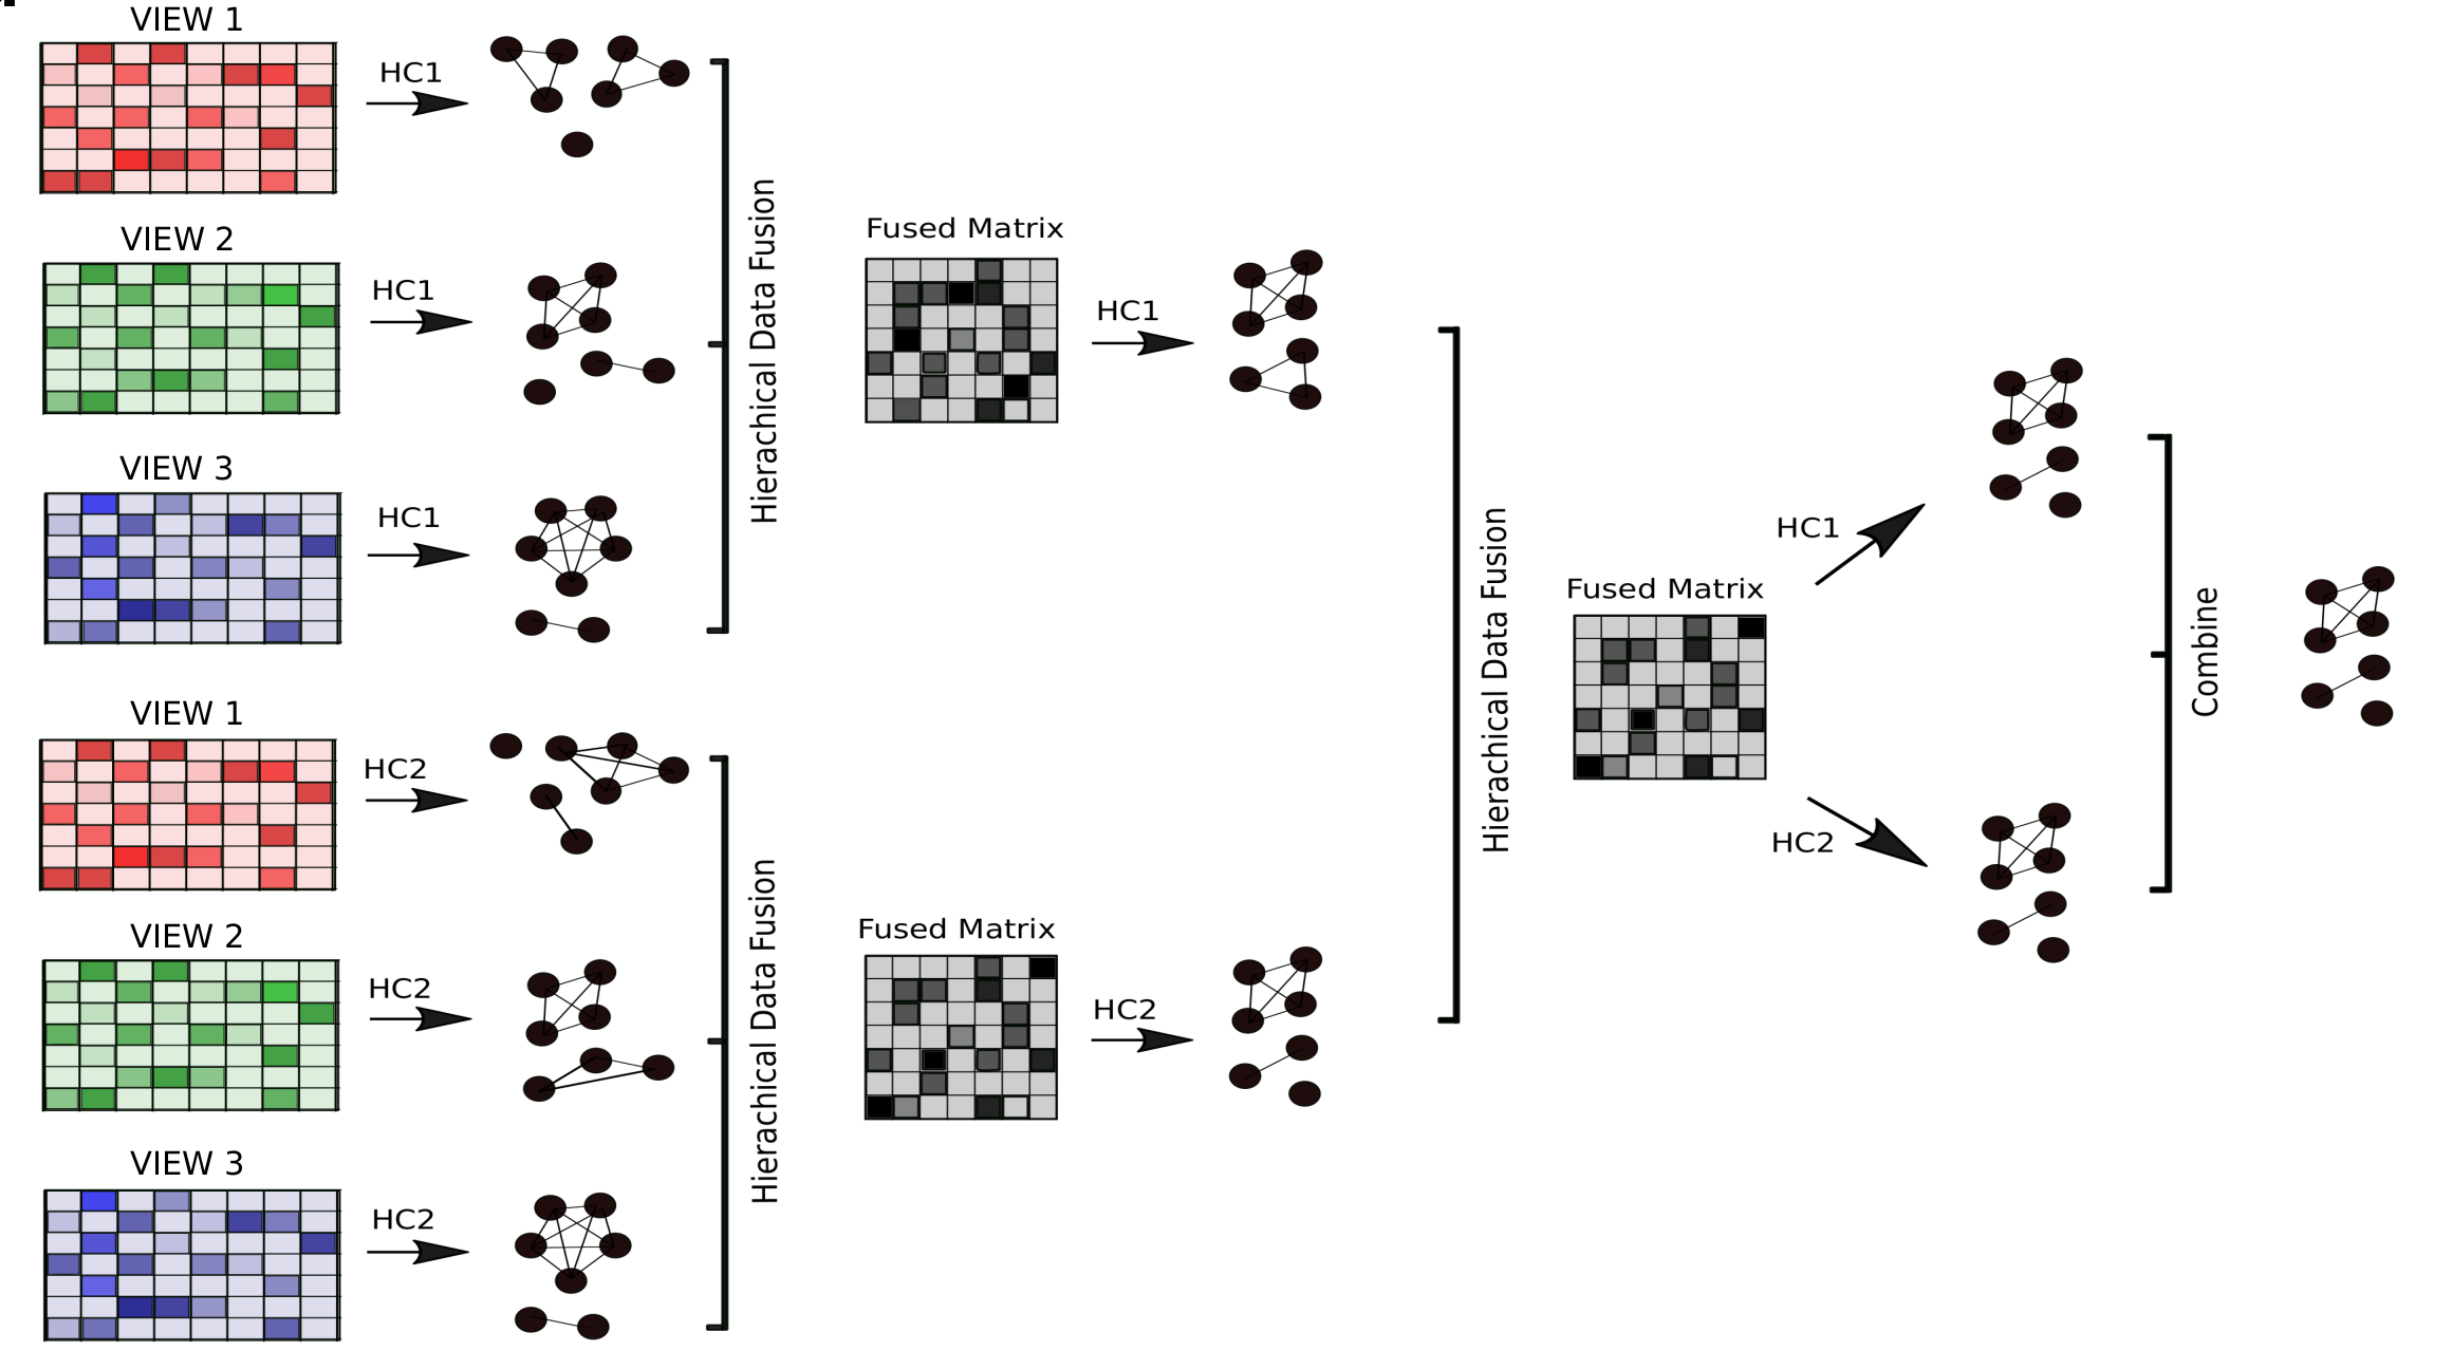 VIEW 1
HC1
VIEW 2
HC1
VIEW 3
HC1
Hierachical Data Fusion
Fused Matrix
HC1
VIEW 1
HC2
VIEW 2
HC2
VIEW 3
HC2
Hierachical Data Fusion
Fused Matrix
HC2
Hierachical Data Fusion
Fused Matrix
HC1
HC2
Combine